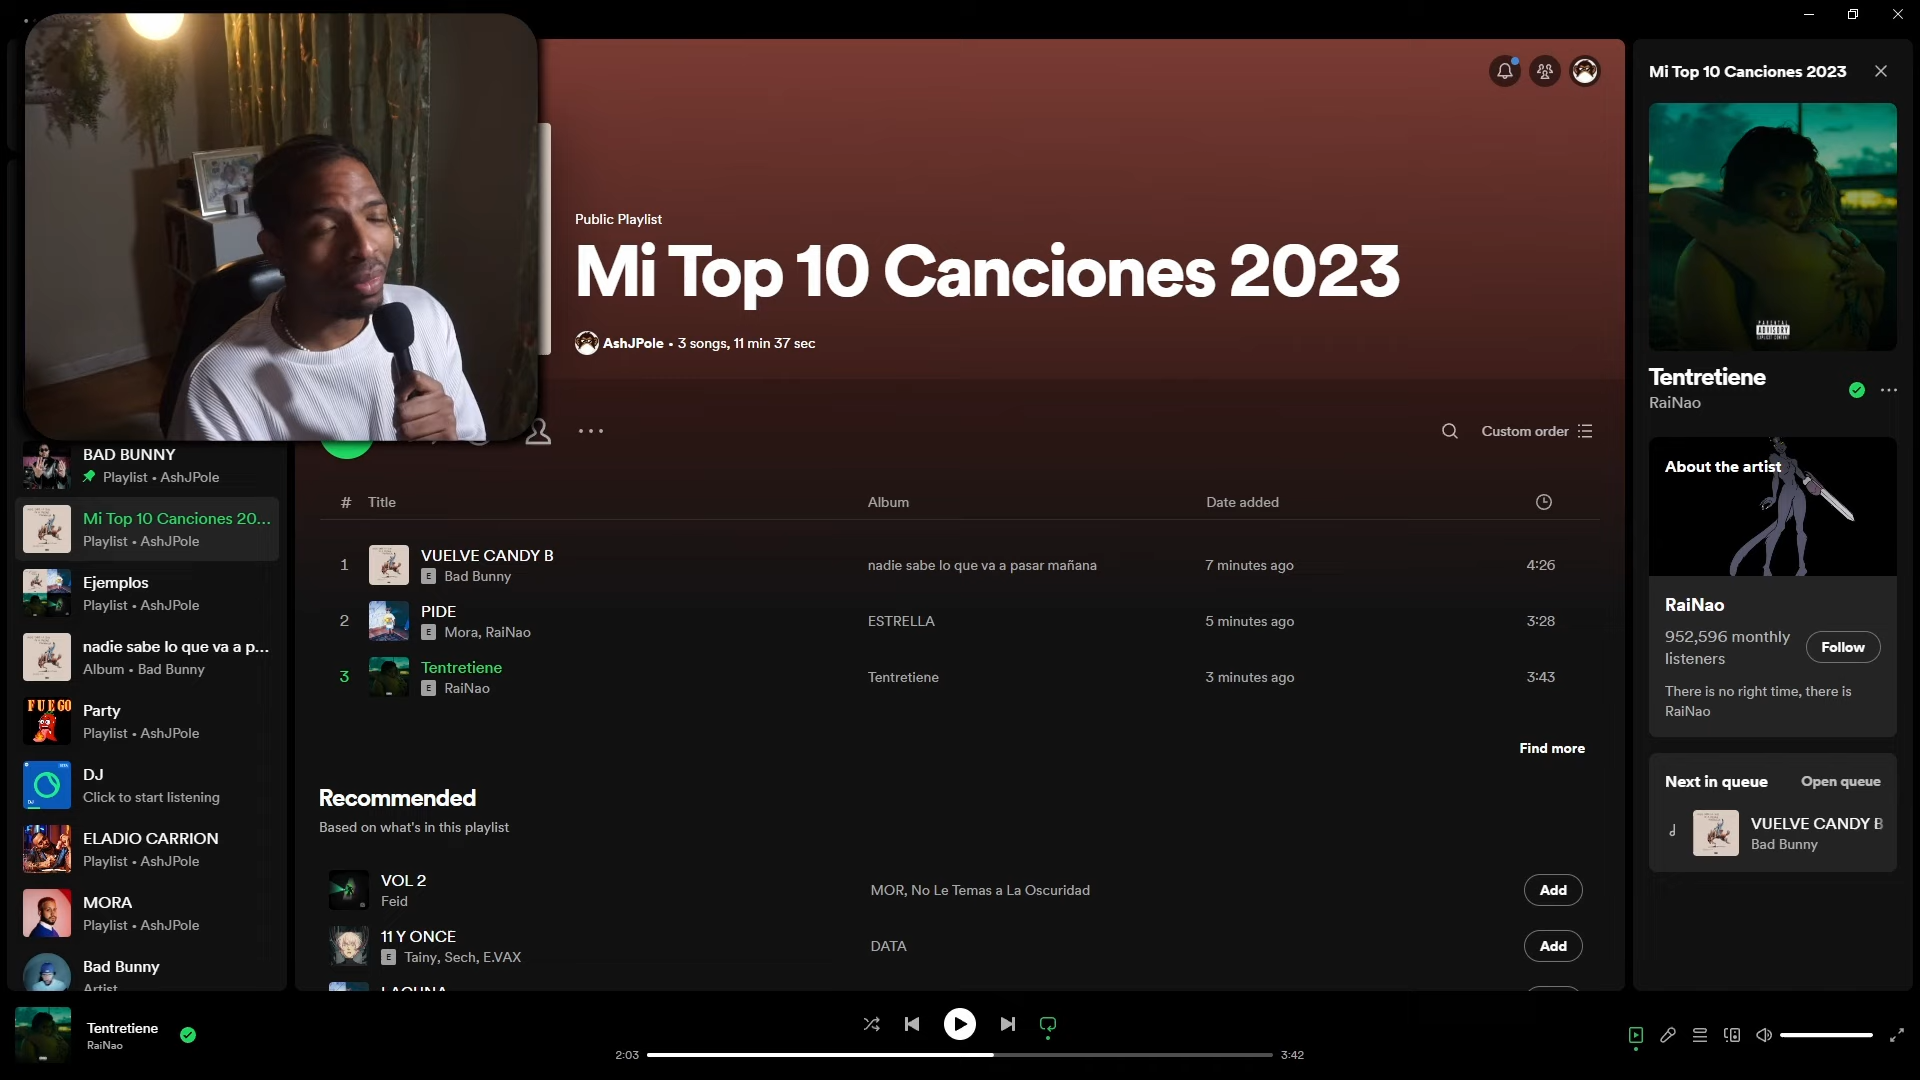 Public Playlist
Mi Top 10 Canciones 2023
AshJPole • 3 songs, 11 min 37 sec
Custom order
# Title Album Date added
1 VUELVE CANDY B nadie sabe lo que va a pasar mañana 7 minutes ago 4:26
E Bad Bunny
2 PIDE ESTRELLA 5 minutes ago 3:28
E Mora, RaiNao
3 Tentretiene Tentretiene 3 minutes ago 3:43
E RaiNao
Find more
Recommended
Based on what's in this playlist
VOL 2 MOR, No Le Temas a La Oscuridad Add
Feid
11 Y ONCE DATA Add
E Tainy, Sech, E.VAX
BAD BUNNY
Playlist • AshJPole
Mi Top 10 Canciones 20...
Playlist • AshJPole
Ejemplos
Playlist • AshJPole
nadie sabe lo que va a p...
Album • Bad Bunny
FUEGO
Party
Playlist • AshJPole
DJ
Click to start listening
ELADIO CARRION
Playlist • AshJPole
MORA
Playlist • AshJPole
Bad Bunny
Artist
Mi Top 10 Canciones 2023
PARENTAL
ADVISORY
EXPLICIT CONTENT
Tentretiene
RaiNao
About the artist
RaiNao
952,596 monthly
listeners
Follow
There is no right time, there is
RaiNao
Next in queue Open queue
VUELVE CANDY B
Bad Bunny
Tentretiene
RaiNao
2:03 3:42